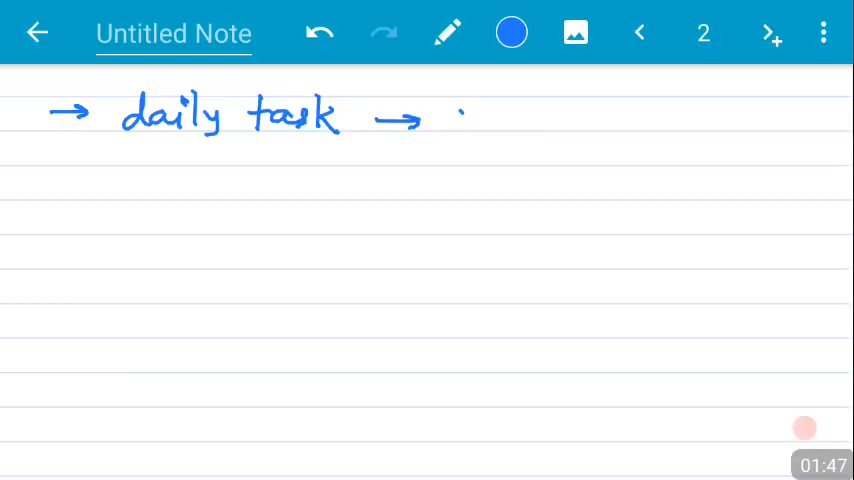 Untitled Note 2
→ daily task →
01:47